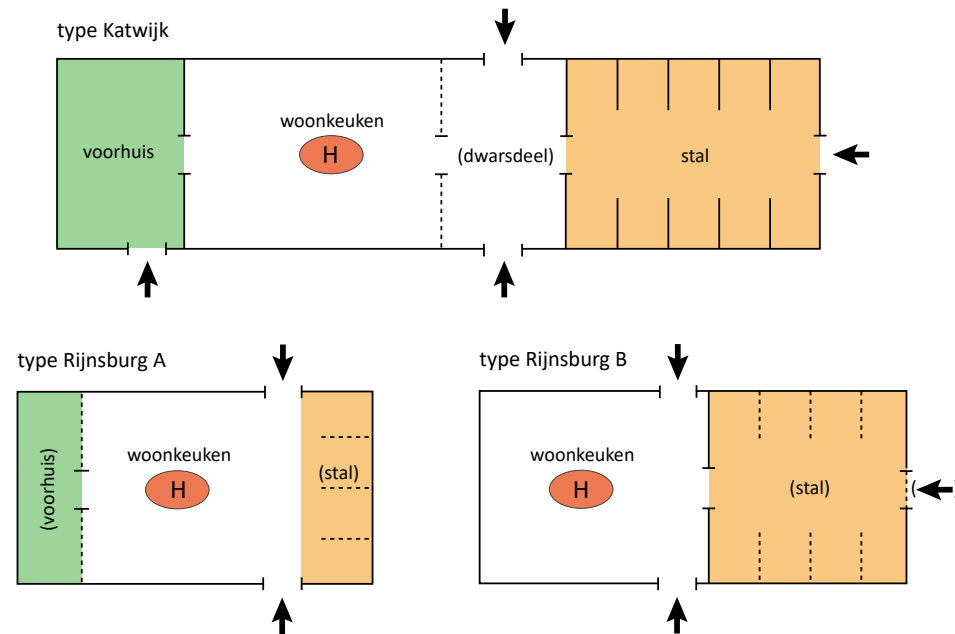 type Katwijk
voorhuis
woonkeuken
H
(dwarsdeel)
stal
type Rijnsburg A
(voorhuis)
woonkeuken
H
(stal)
type Rijnsburg B
woonkeuken
H
(stal)
( )